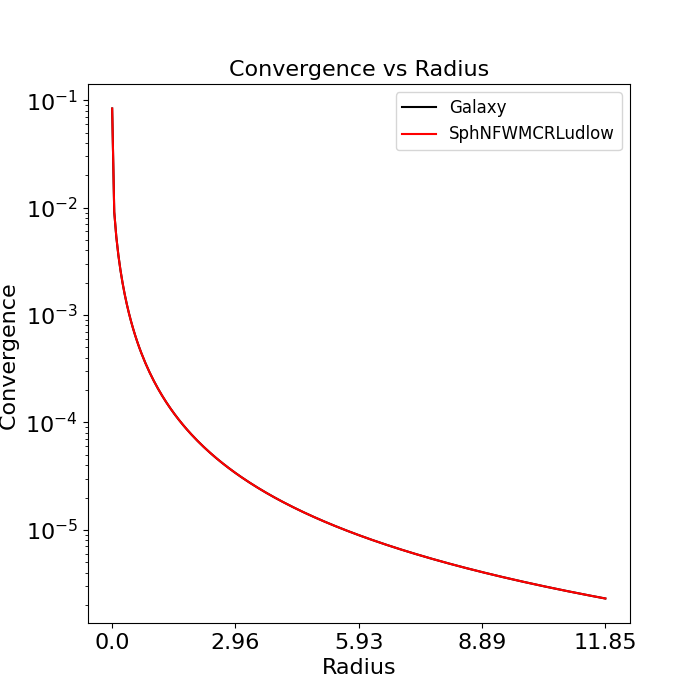 Convergence vs Radius
Galaxy
SphNFWMCRLudlow
Convergence
10⁻¹
10⁻²
10⁻³
10⁻⁴
10⁻⁵
0.0 2.96 5.93 8.89 11.85
Radius